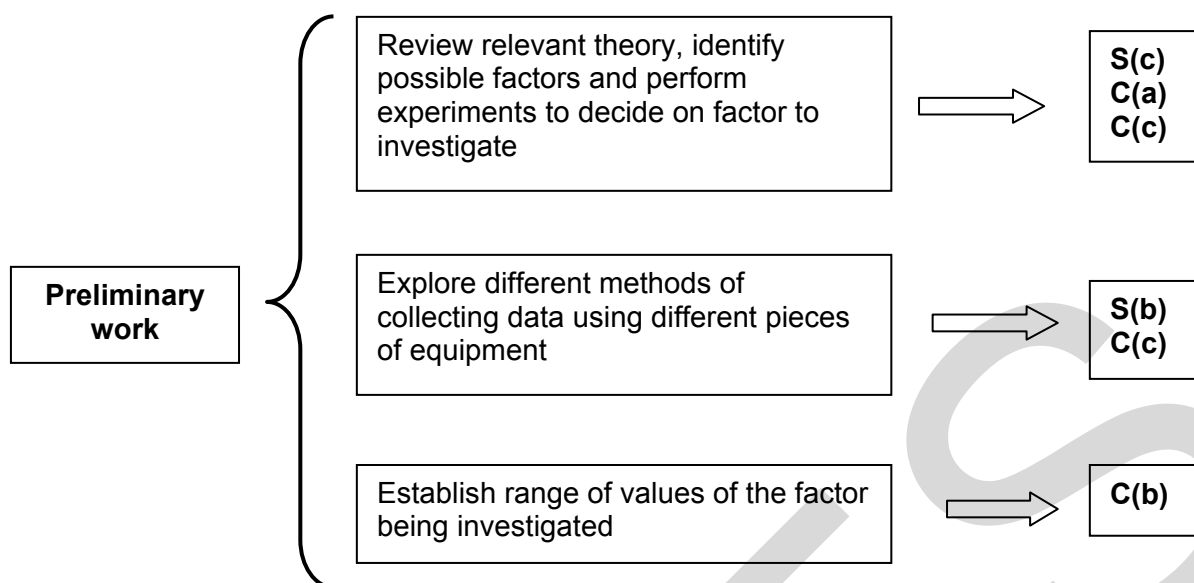 Review relevant theory, identify
possible factors and perform
experiments to decide on factor to
investigate
S(c)
C(a)
C(c)
Preliminary
work
Explore different methods of
collecting data using different pieces
of equipment
S(b)
C(c)
Establish range of values of the factor
being investigated
C(b)